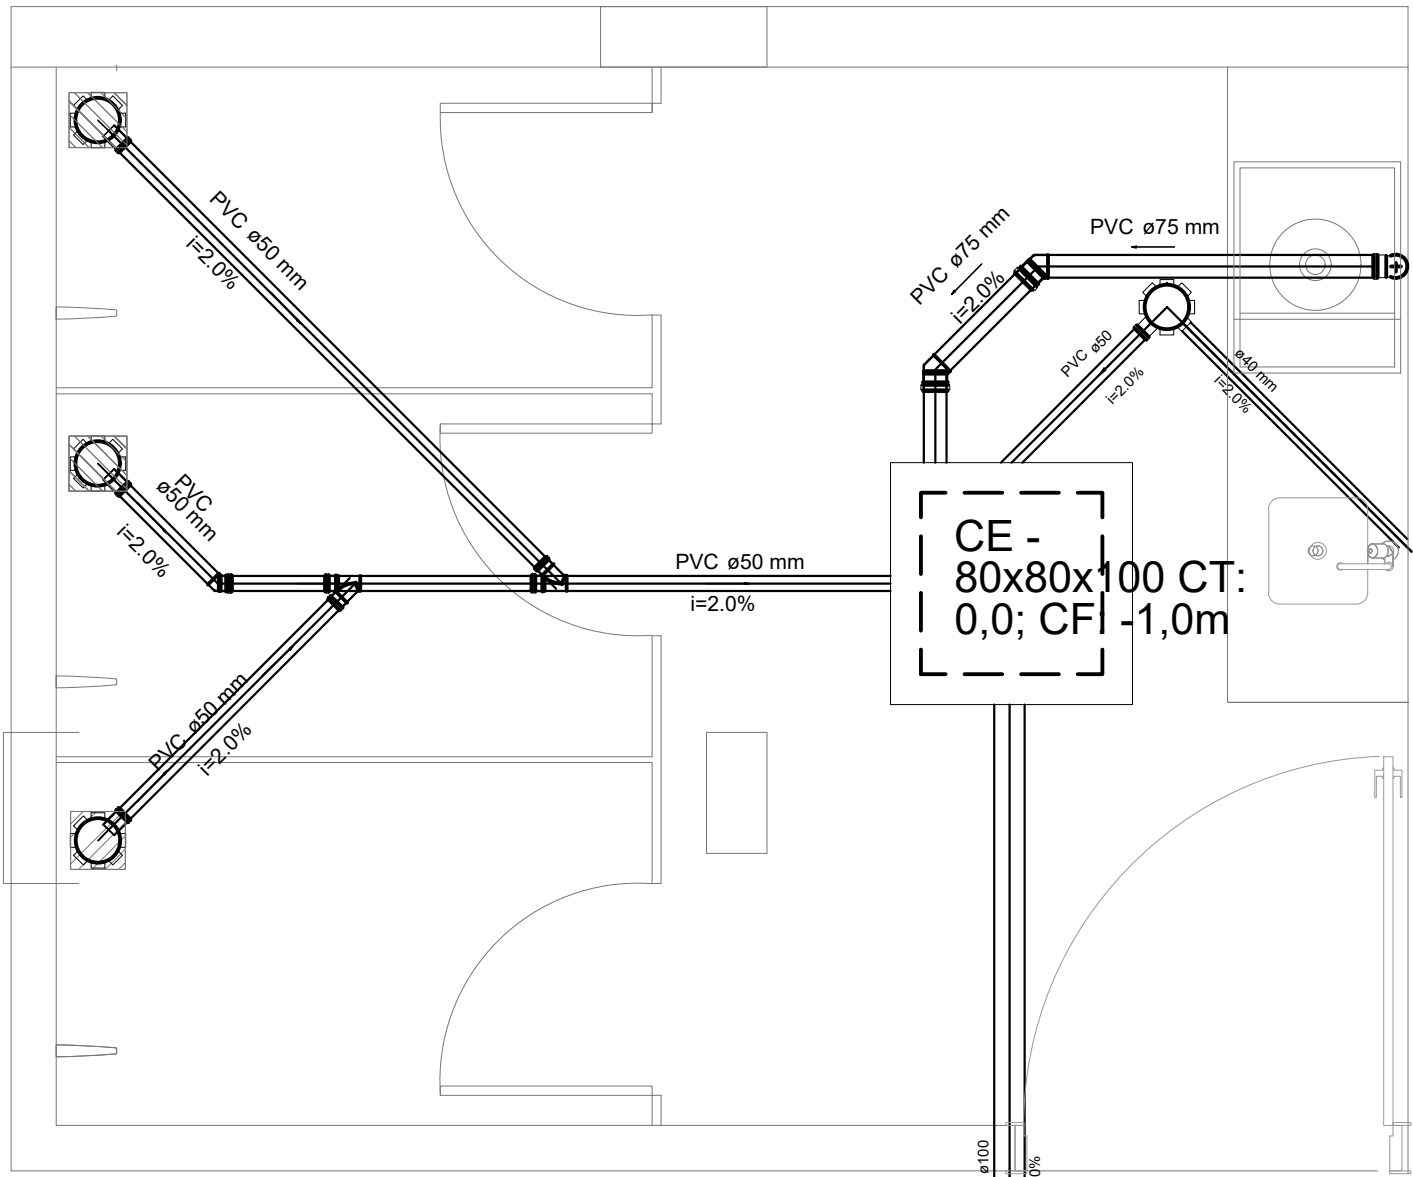 PVC ø50 mm
i=2.0%
PVC ø75 mm
i=2.0%
PVC ø75 mm
PVC ø50
i=2.0%
ø40 mm
i=2.0%
PVC
ø50 mm
i=2.0%
PVC ø50 mm
i=2.0%
CE -
80x80x100 CT:
0,0; CF: -1,0m
PVC ø50 mm
i=2.0%
ø100
0%